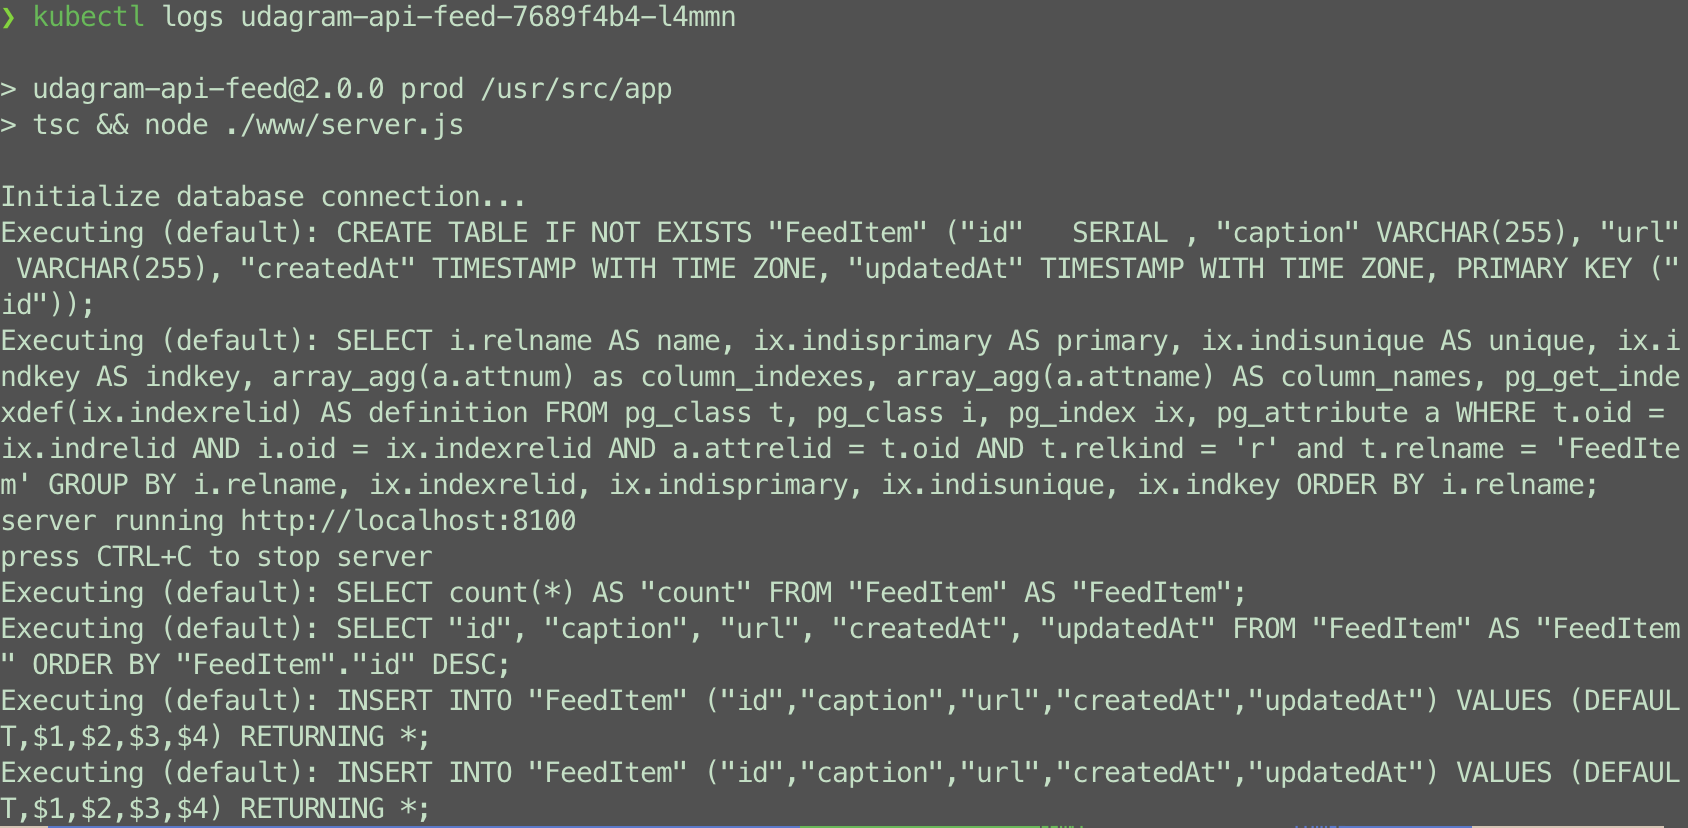 ❯ kubectl logs udagram-api-feed-7689f4b4-l4mmn
> udagram-api-feed@2.0.0 prod /usr/src/app
> tsc && node ./www/server.js
Initialize database connection...
Executing (default): CREATE TABLE IF NOT EXISTS "FeedItem" ("id"   SERIAL , "caption" VARCHAR(255), "url"
 VARCHAR(255), "createdAt" TIMESTAMP WITH TIME ZONE, "updatedAt" TIMESTAMP WITH TIME ZONE, PRIMARY KEY ("
id"));
Executing (default): SELECT i.relname AS name, ix.indisprimary AS primary, ix.indisunique AS unique, ix.i
ndkey AS indkey, array_agg(a.attnum) as column_indexes, array_agg(a.attname) AS column_names, pg_get_inde
xdef(ix.indexrelid) AS definition FROM pg_class t, pg_class i, pg_index ix, pg_attribute a WHERE t.oid =
ix.indrelid AND i.oid = ix.indexrelid AND a.attrelid = t.oid AND t.relkind = 'r' and t.relname = 'FeedIte
m' GROUP BY i.relname, ix.indexrelid, ix.indisprimary, ix.indisunique, ix.indkey ORDER BY i.relname;
server running http://localhost:8100
press CTRL+C to stop server
Executing (default): SELECT count(*) AS "count" FROM "FeedItem" AS "FeedItem";
Executing (default): SELECT "id", "caption", "url", "createdAt", "updatedAt" FROM "FeedItem" AS "FeedItem
" ORDER BY "FeedItem"."id" DESC;
Executing (default): INSERT INTO "FeedItem" ("id","caption","url","createdAt","updatedAt") VALUES (DEFAUL
T,$1,$2,$3,$4) RETURNING *;
Executing (default): INSERT INTO "FeedItem" ("id","caption","url","createdAt","updatedAt") VALUES (DEFAUL
T,$1,$2,$3,$4) RETURNING *;